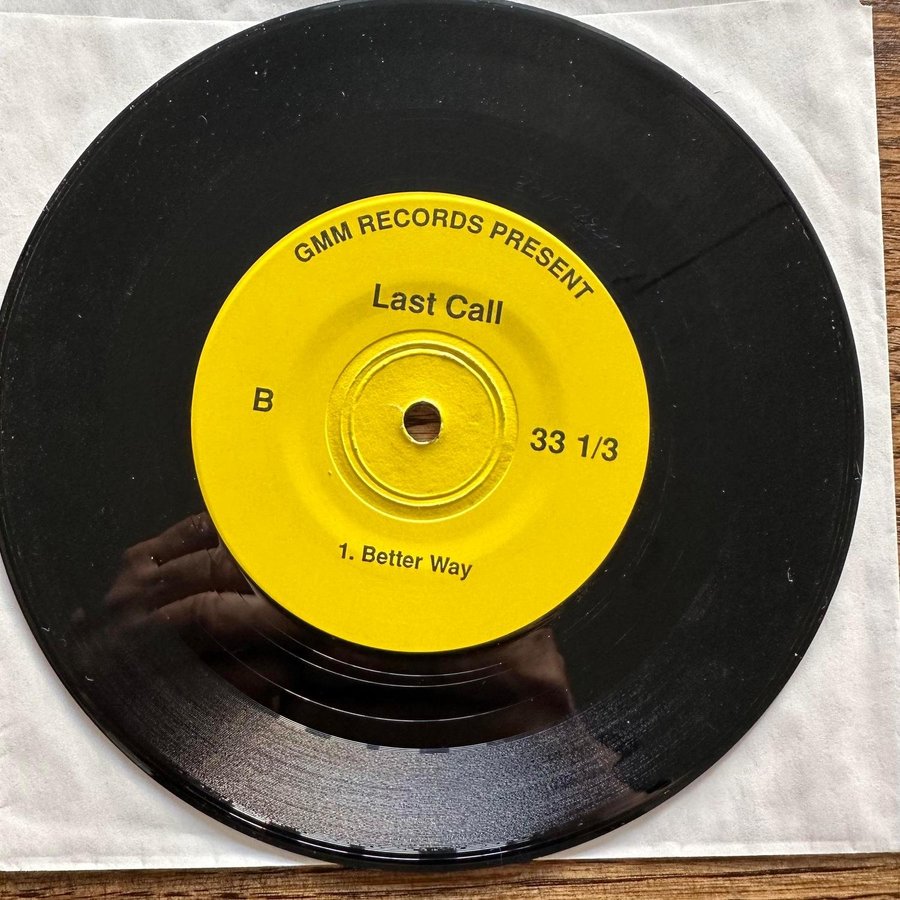 GMM RECORDS PRESENT
Last Call
B
33 1/3
1. Better Way